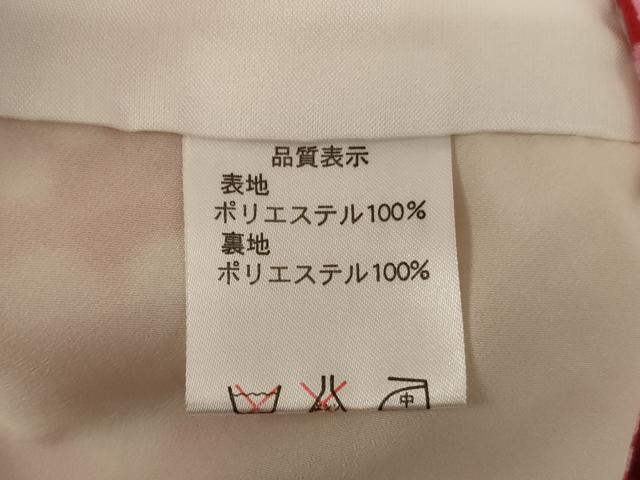 品質表示
表地
ポリエステル100%
裏地
ポリエステル100%
中